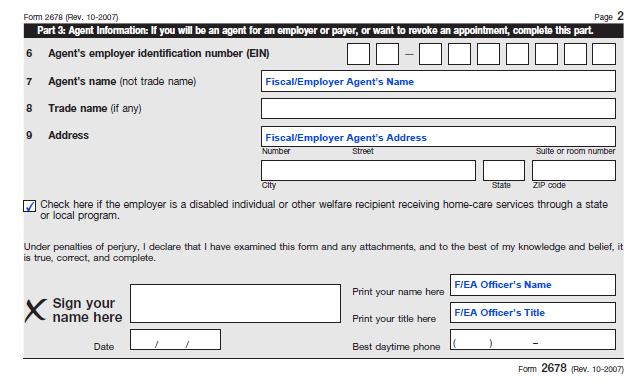 Form 2678 (Rev. 10-2007) Page 2
Part 3: Agent Information: If you will be an agent for an employer or payer, or want to revoke an appointment, complete this part.
6 Agent's employer identification number (EIN) –
7 Agent's name (not trade name) Fiscal/Employer Agent's Name
8 Trade name (if any)
9 Address Fiscal/Employer Agent's Address
Number Street Suite or room number
City State ZIP code
Check here if the employer is a disabled individual or other welfare recipient receiving home-care services through a state
or local program.
Under penalties of perjury, I declare that I have examined this form and any attachments, and to the best of my knowledge and belief, it
is true, correct, and complete.
Sign your
name here
Print your name here F/EA Officer's Name
Print your title here F/EA Officer's Title
Date / / Best daytime phone ( ) –
Form 2678 (Rev. 10-2007)